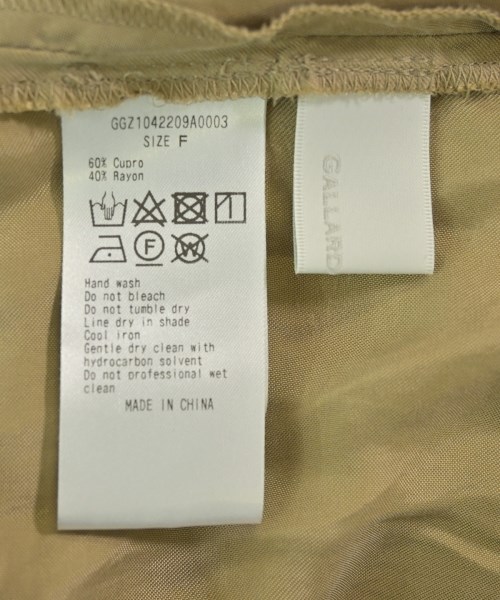 GGZ1042209A0003
SIZE F
60% Cupro
40% Rayon
F
W
Hand wash
Do not bleach
Do not tumble dry
Line dry in shade
Cool iron
Gentle dry clean with
hydrocarbon solvent
Do not professional wet
clean
MADE IN CHINA
GALLARD